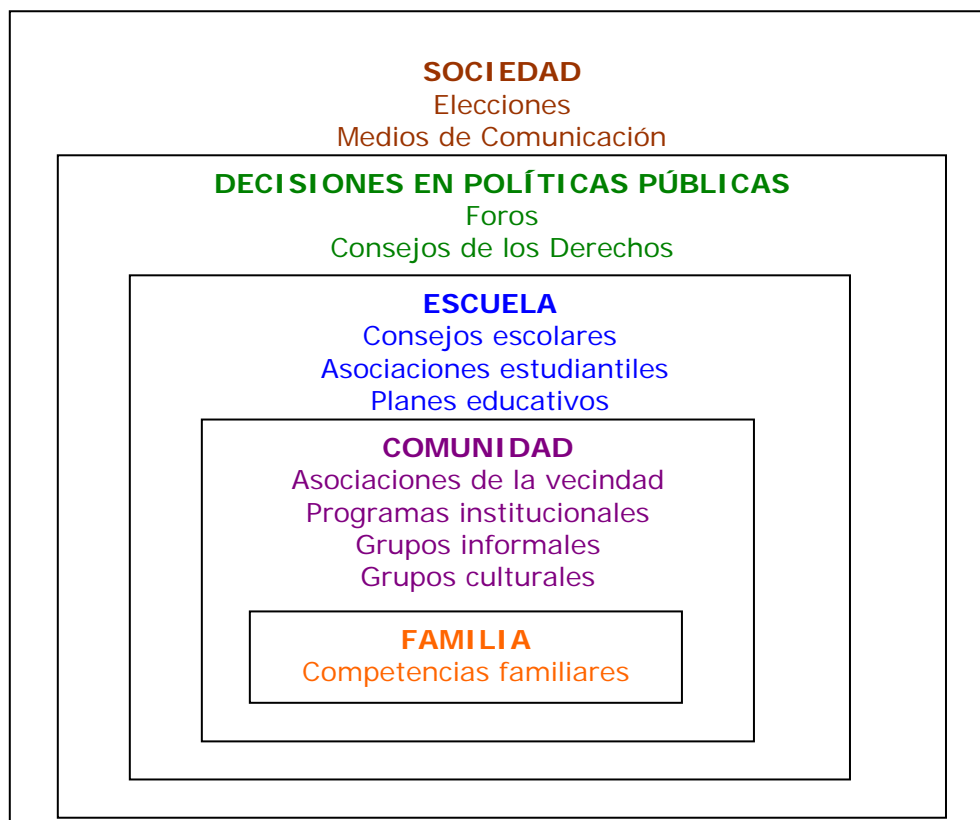 SOCIEDAD
Elecciones
Medios de Comunicación
DECISIONES EN POLÍTICAS PÚBLICAS
Foros
Consejos de los Derechos
ESCUELA
Consejos escolares
Asociaciones estudiantiles
Planes educativos
COMUNIDAD
Asociaciones de la vecindad
Programas institucionales
Grupos informales
Grupos culturales
FAMILIA
Competencias familiares